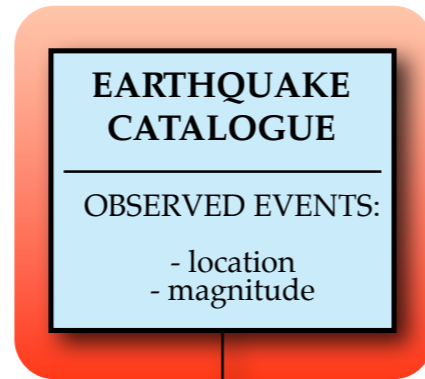 EARTHQUAKE
CATALOGUE
OBSERVED EVENTS:
- location
- magnitude